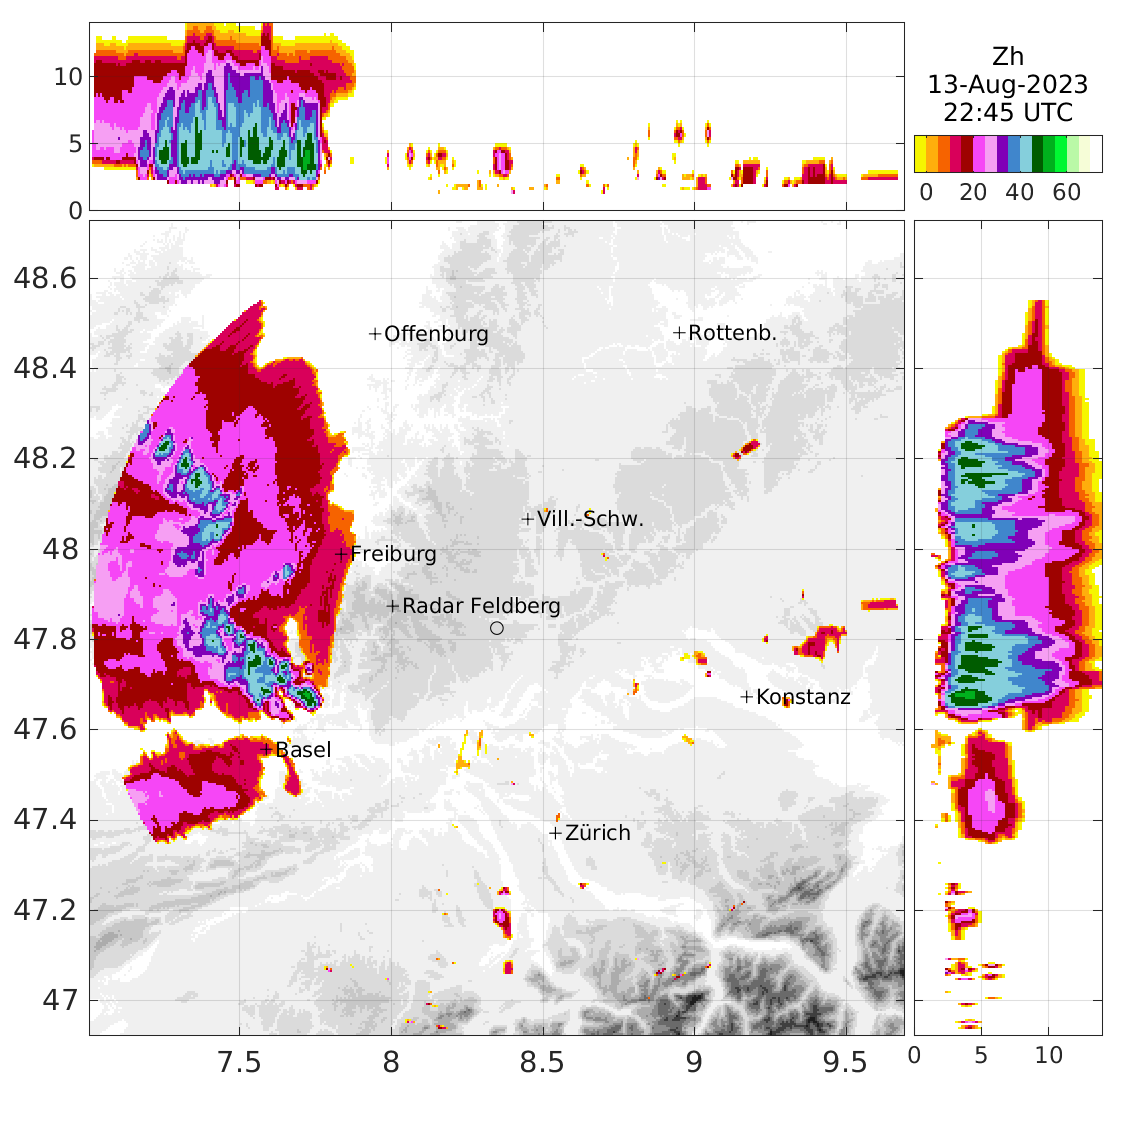 10
5
0
Zh
13-Aug-2023
22:45 UTC
0 20 40 60
48.6
48.4
48.2
48
47.8
47.6
47.4
47.2
47
Offenburg
Rottenb.
Vill.-Schw.
Freiburg
Radar Feldberg
Konstanz
Basel
Zürich
7.5 8 8.5 9 9.5
0 5 10